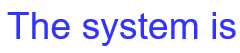 The system is